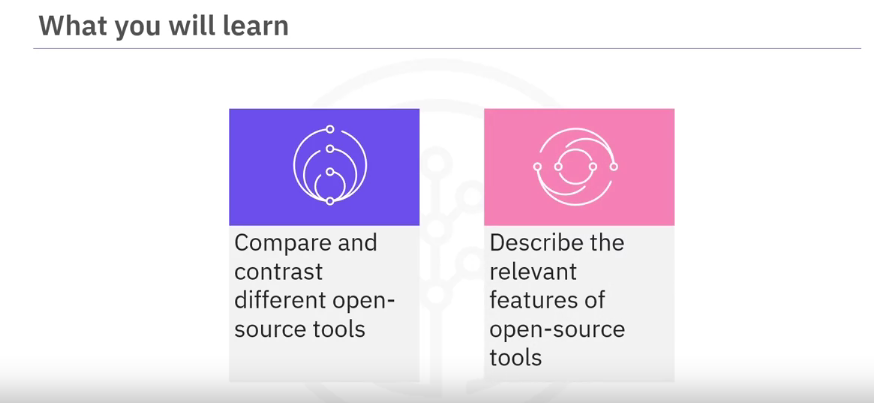 What you will learn
Compare and
contrast
different open-
source tools
Describe the
relevant
features of
open-source
tools